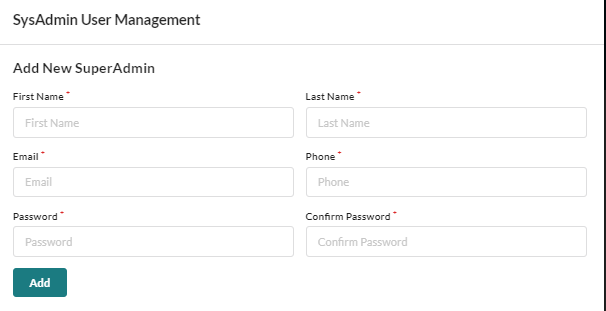 SysAdmin User Management
Add New SuperAdmin
First Name * Last Name *
First Name Last Name
Email * Phone *
Email Phone
Password * Confirm Password *
Password Confirm Password
Add